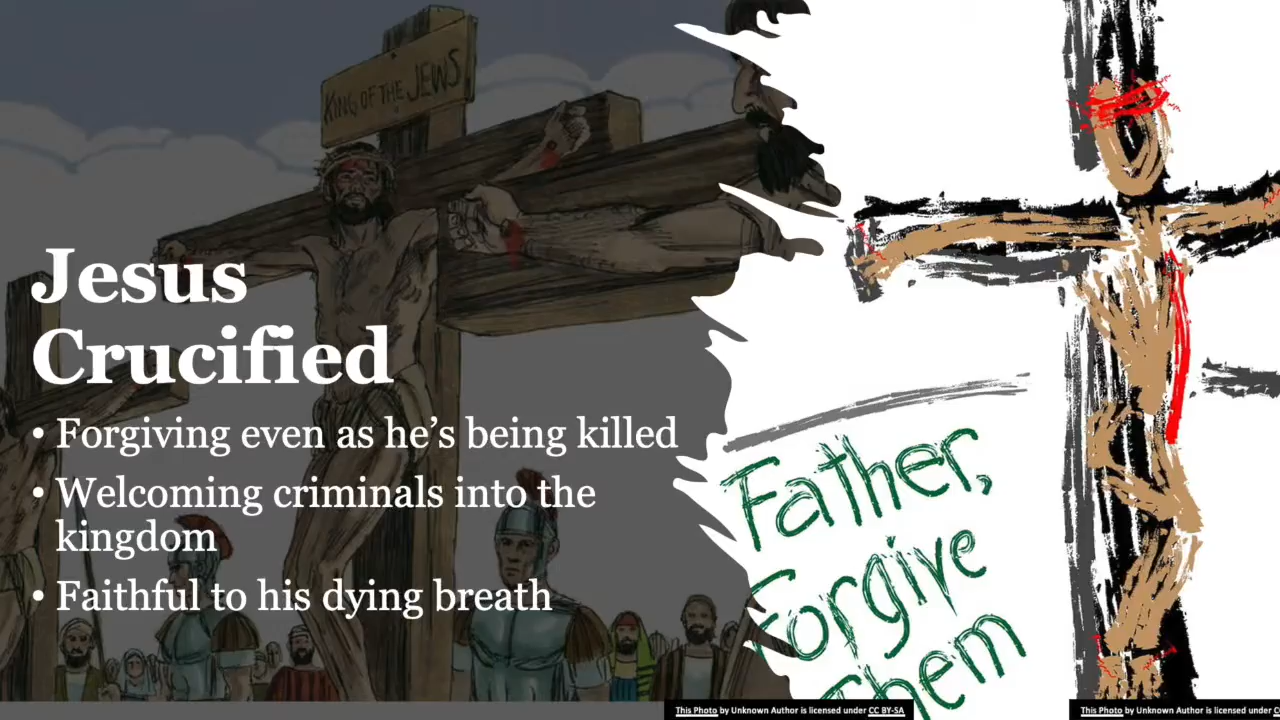 KING OF THE JEWS
Jesus
Crucified
• Forgiving even as he's being killed
• Welcoming criminals into the
kingdom
• Faithful to his dying breath
Father,
Forgive
Them
This Photo by Unknown Author is licensed under CC BY-SA
This Photo by Unknown Author is licensed under